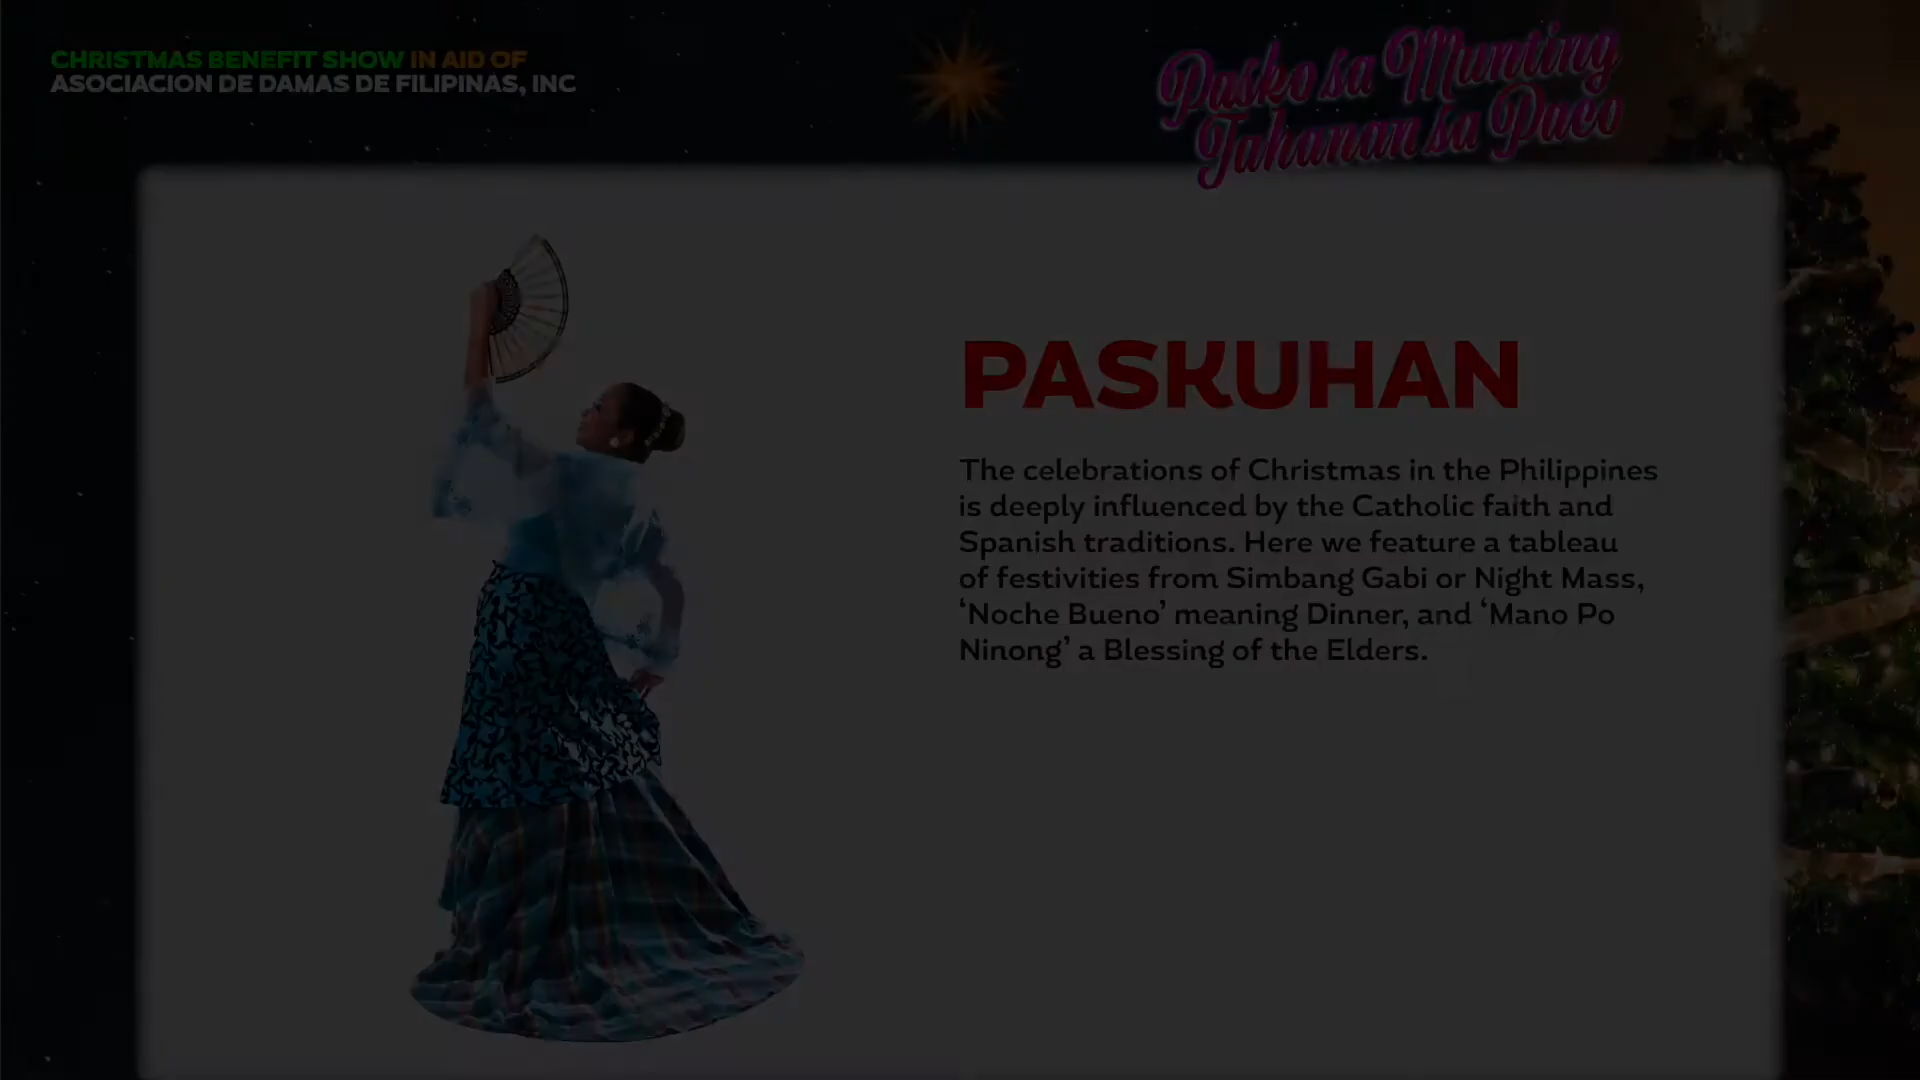 CHRISTMAS BENEFIT SHOW IN AID OF
ASOCIACION DE DAMAS DE FILIPINAS, INC
Pasko sa Munting
Tahanan sa Paco
PASKUHAN
The celebrations of Christmas in the Philippines
is deeply influenced by the Catholic faith and
Spanish traditions. Here we feature a tableau
of festivities from Simbang Gabi or Night Mass,
‘Noche Bueno’ meaning Dinner, and ‘Mano Po
Ninong’ a Blessing of the Elders.